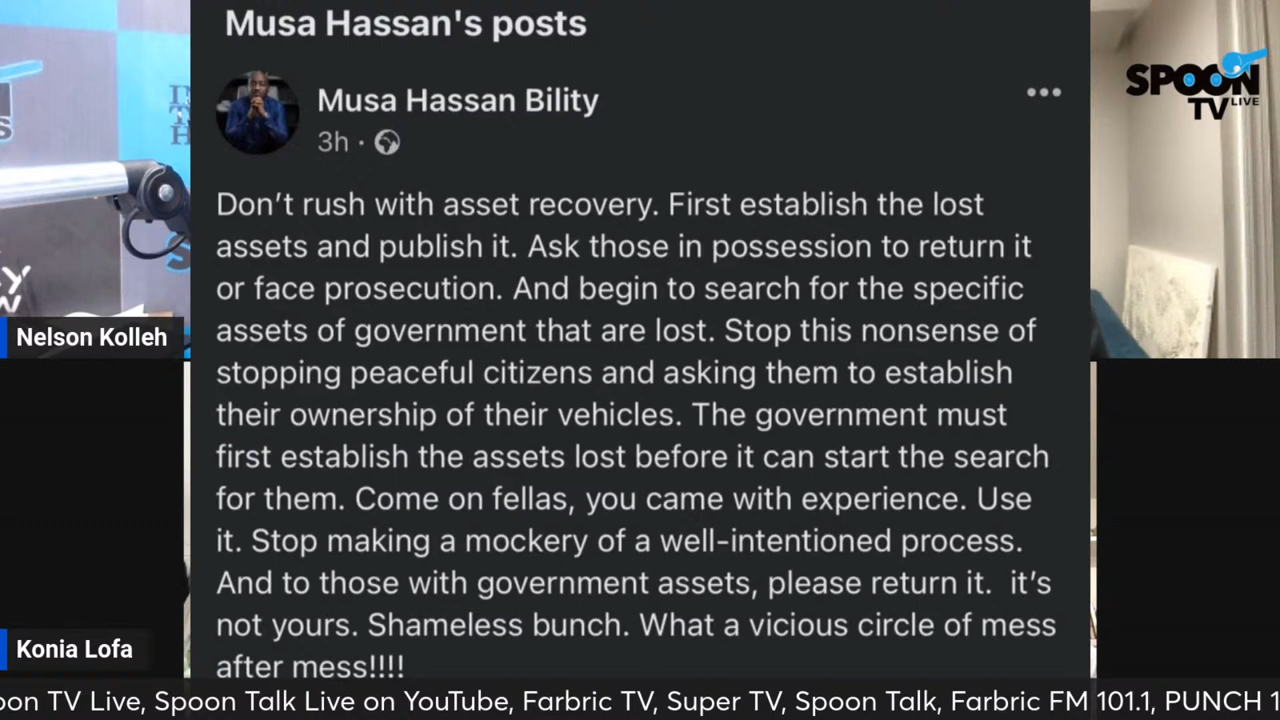 Musa Hassan's posts
Musa Hassan Bility
3h ·
Don't rush with asset recovery. First establish the lost
assets and publish it. Ask those in possession to return it
or face prosecution. And begin to search for the specific
assets of government that are lost. Stop this nonsense of
stopping peaceful citizens and asking them to establish
their ownership of their vehicles. The government must
first establish the assets lost before it can start the search
for them. Come on fellas, you came with experience. Use
it. Stop making a mockery of a well-intentioned process.
And to those with government assets, please return it.  it's
not yours. Shameless bunch. What a vicious circle of mess
after mess!!!!
SPOON
TV LIVE
Nelson Kolleh
Konia Lofa
oon TV Live, Spoon Talk Live on YouTube, Farbric TV, Super TV, Spoon Talk, Farbric FM 101.1, PUNCH 1